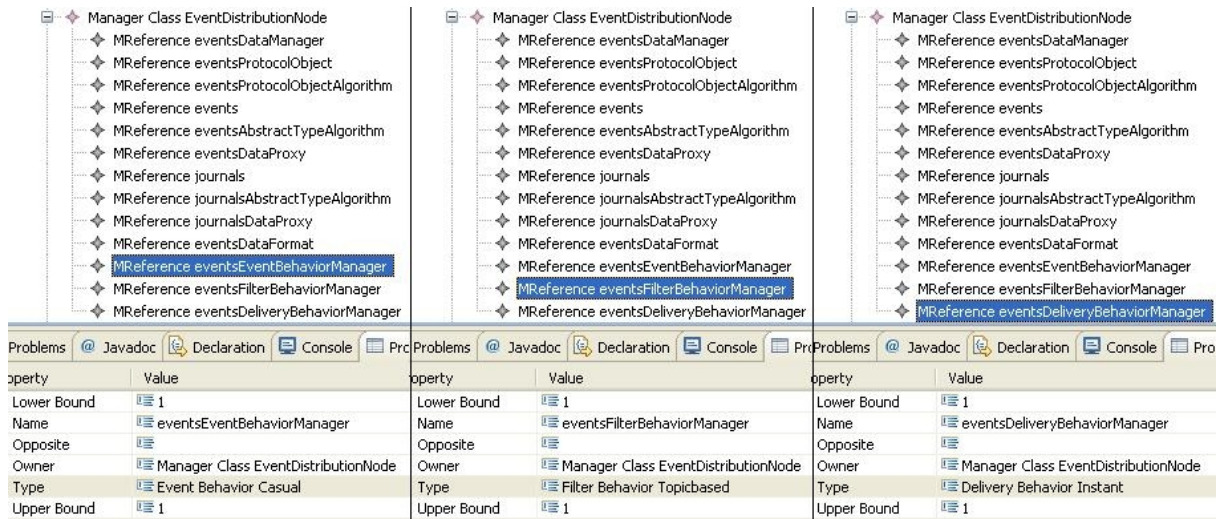 Manager Class EventDistributionNode
MReference eventsDataManager
MReference eventsProtocolObject
MReference eventsProtocolObjectAlgorithm
MReference events
MReference eventsAbstractTypeAlgorithm
MReference eventsDataProxy
MReference journals
MReference journalsAbstractTypeAlgorithm
MReference journalsDataProxy
MReference eventsDataFormat
MReference eventsEventBehaviorManager
MReference eventsFilterBehaviorManager
MReference eventsDeliveryBehaviorManager
Problems @ Javadoc Declaration Console Pro
operty Value
Lower Bound 1
Name eventsEventBehaviorManager
Opposite
Owner Manager Class EventDistributionNode
Type Event Behavior Casual
Upper Bound 1
Manager Class EventDistributionNode
MReference eventsDataManager
MReference eventsProtocolObject
MReference eventsProtocolObjectAlgorithm
MReference events
MReference eventsAbstractTypeAlgorithm
MReference eventsDataProxy
MReference journals
MReference journalsAbstractTypeAlgorithm
MReference journalsDataProxy
MReference eventsDataFormat
MReference eventsEventBehaviorManager
MReference eventsFilterBehaviorManager
MReference eventsDeliveryBehaviorManager
Problems @ Javadoc Declaration Console Pro
operty Value
Lower Bound 1
Name eventsFilterBehaviorManager
Opposite
Owner Manager Class EventDistributionNode
Type Filter Behavior Topicbased
Upper Bound 1
Manager Class EventDistributionNode
MReference eventsDataManager
MReference eventsProtocolObject
MReference eventsProtocolObjectAlgorithm
MReference events
MReference eventsAbstractTypeAlgorithm
MReference eventsDataProxy
MReference journals
MReference journalsAbstractTypeAlgorithm
MReference journalsDataProxy
MReference eventsDataFormat
MReference eventsEventBehaviorManager
MReference eventsFilterBehaviorManager
MReference eventsDeliveryBehaviorManager
Problems @ Javadoc Declaration Console Pro
operty Value
Lower Bound 1
Name eventsDeliveryBehaviorManager
Opposite
Owner Manager Class EventDistributionNode
Type Delivery Behavior Instant
Upper Bound 1